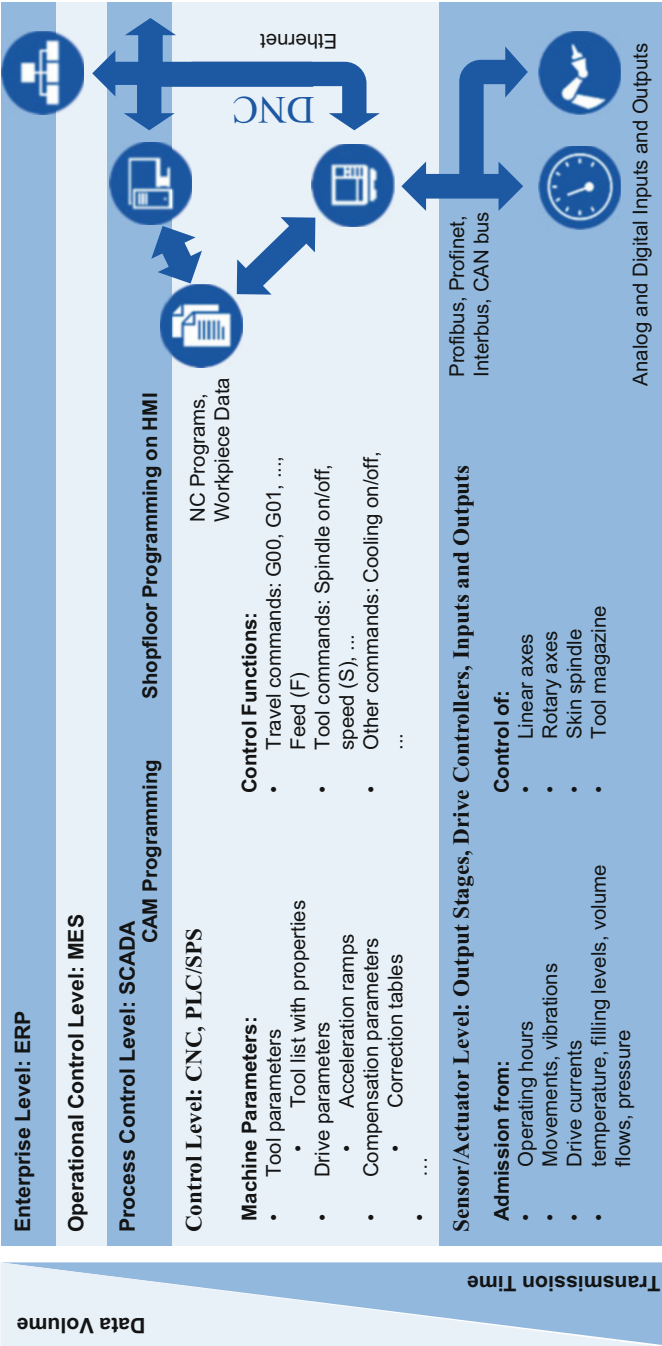 Enterprise Level: ERP
Operational Control Level: MES
Process Control Level: SCADA
CAM Programming
Shopfloor Programming on HMI
Control Level: CNC, PLC/SPS
Machine Parameters:
• Tool parameters
• Tool list with properties
• Drive parameters
• Acceleration ramps
• Compensation parameters
• Correction tables
• …
Control Functions:
• Travel commands: G00, G01, ...,
Feed (F)
• Tool commands: Spindle on/off,
speed (S), ...
• Other commands: Cooling on/off,
...
NC Programs,
Workpiece Data
DNC
Ethernet
Sensor/Actuator Level: Output Stages, Drive Controllers, Inputs and Outputs
Admission from:
• Operating hours
• Movements, vibrations
• Drive currents
• temperature, filling levels, volume
flows, pressure
Control of:
• Linear axes
• Rotary axes
• Skin spindle
• Tool magazine
Profibus, Profinet,
Interbus, CAN bus
Analog and Digital Inputs and Outputs
Data Volume
Transmission Time